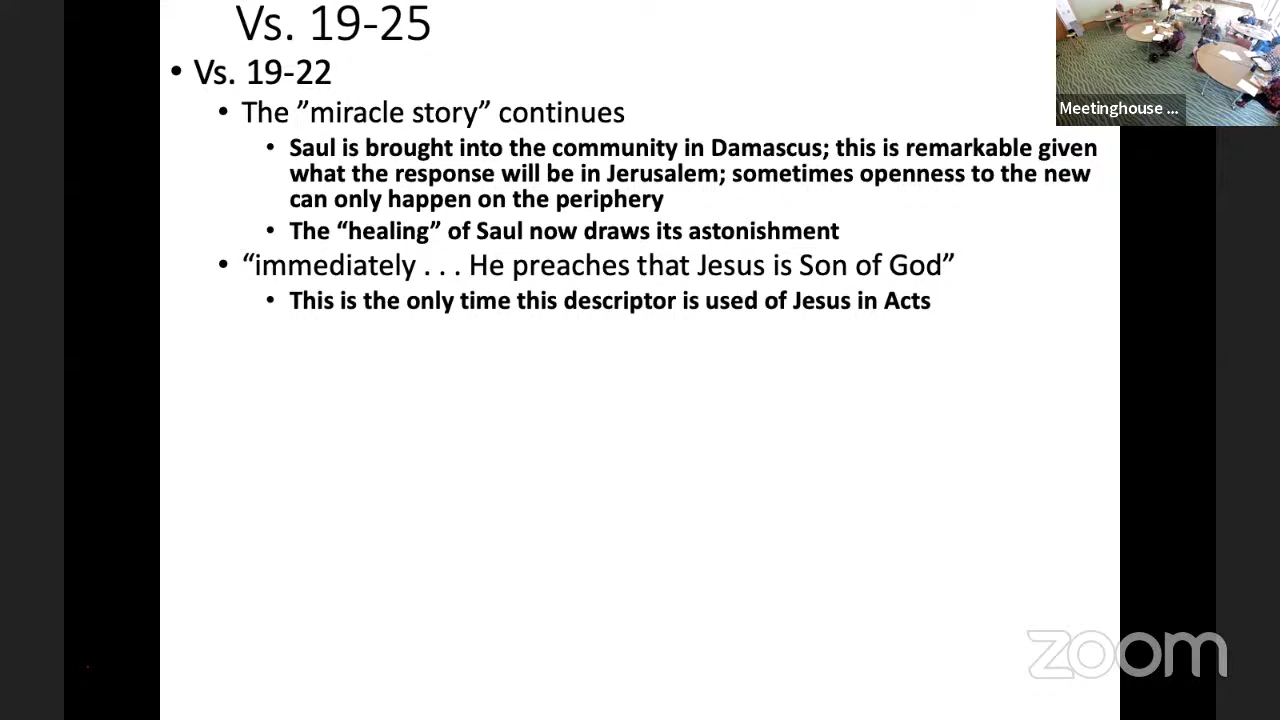 Vs. 19-25
• Vs. 19-22
• The ”miracle story” continues
• Saul is brought into the community in Damascus; this is remarkable given
what the response will be in Jerusalem; sometimes openness to the new
can only happen on the periphery
• The “healing” of Saul now draws its astonishment
• “immediately . . . He preaches that Jesus is Son of God”
• This is the only time this descriptor is used of Jesus in Acts
Meetinghouse ...
zoom